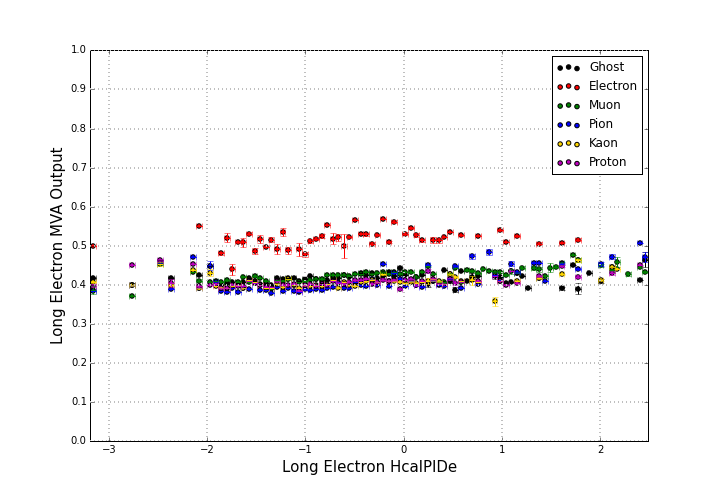 1.0
0.9
0.8
0.7
0.6
0.5
0.4
0.3
0.2
0.1
0.0
Long Electron MVA Output
Ghost
Electron
Muon
Pion
Kaon
Proton
−3 −2 −1 0 1 2
Long Electron HcalPIDe